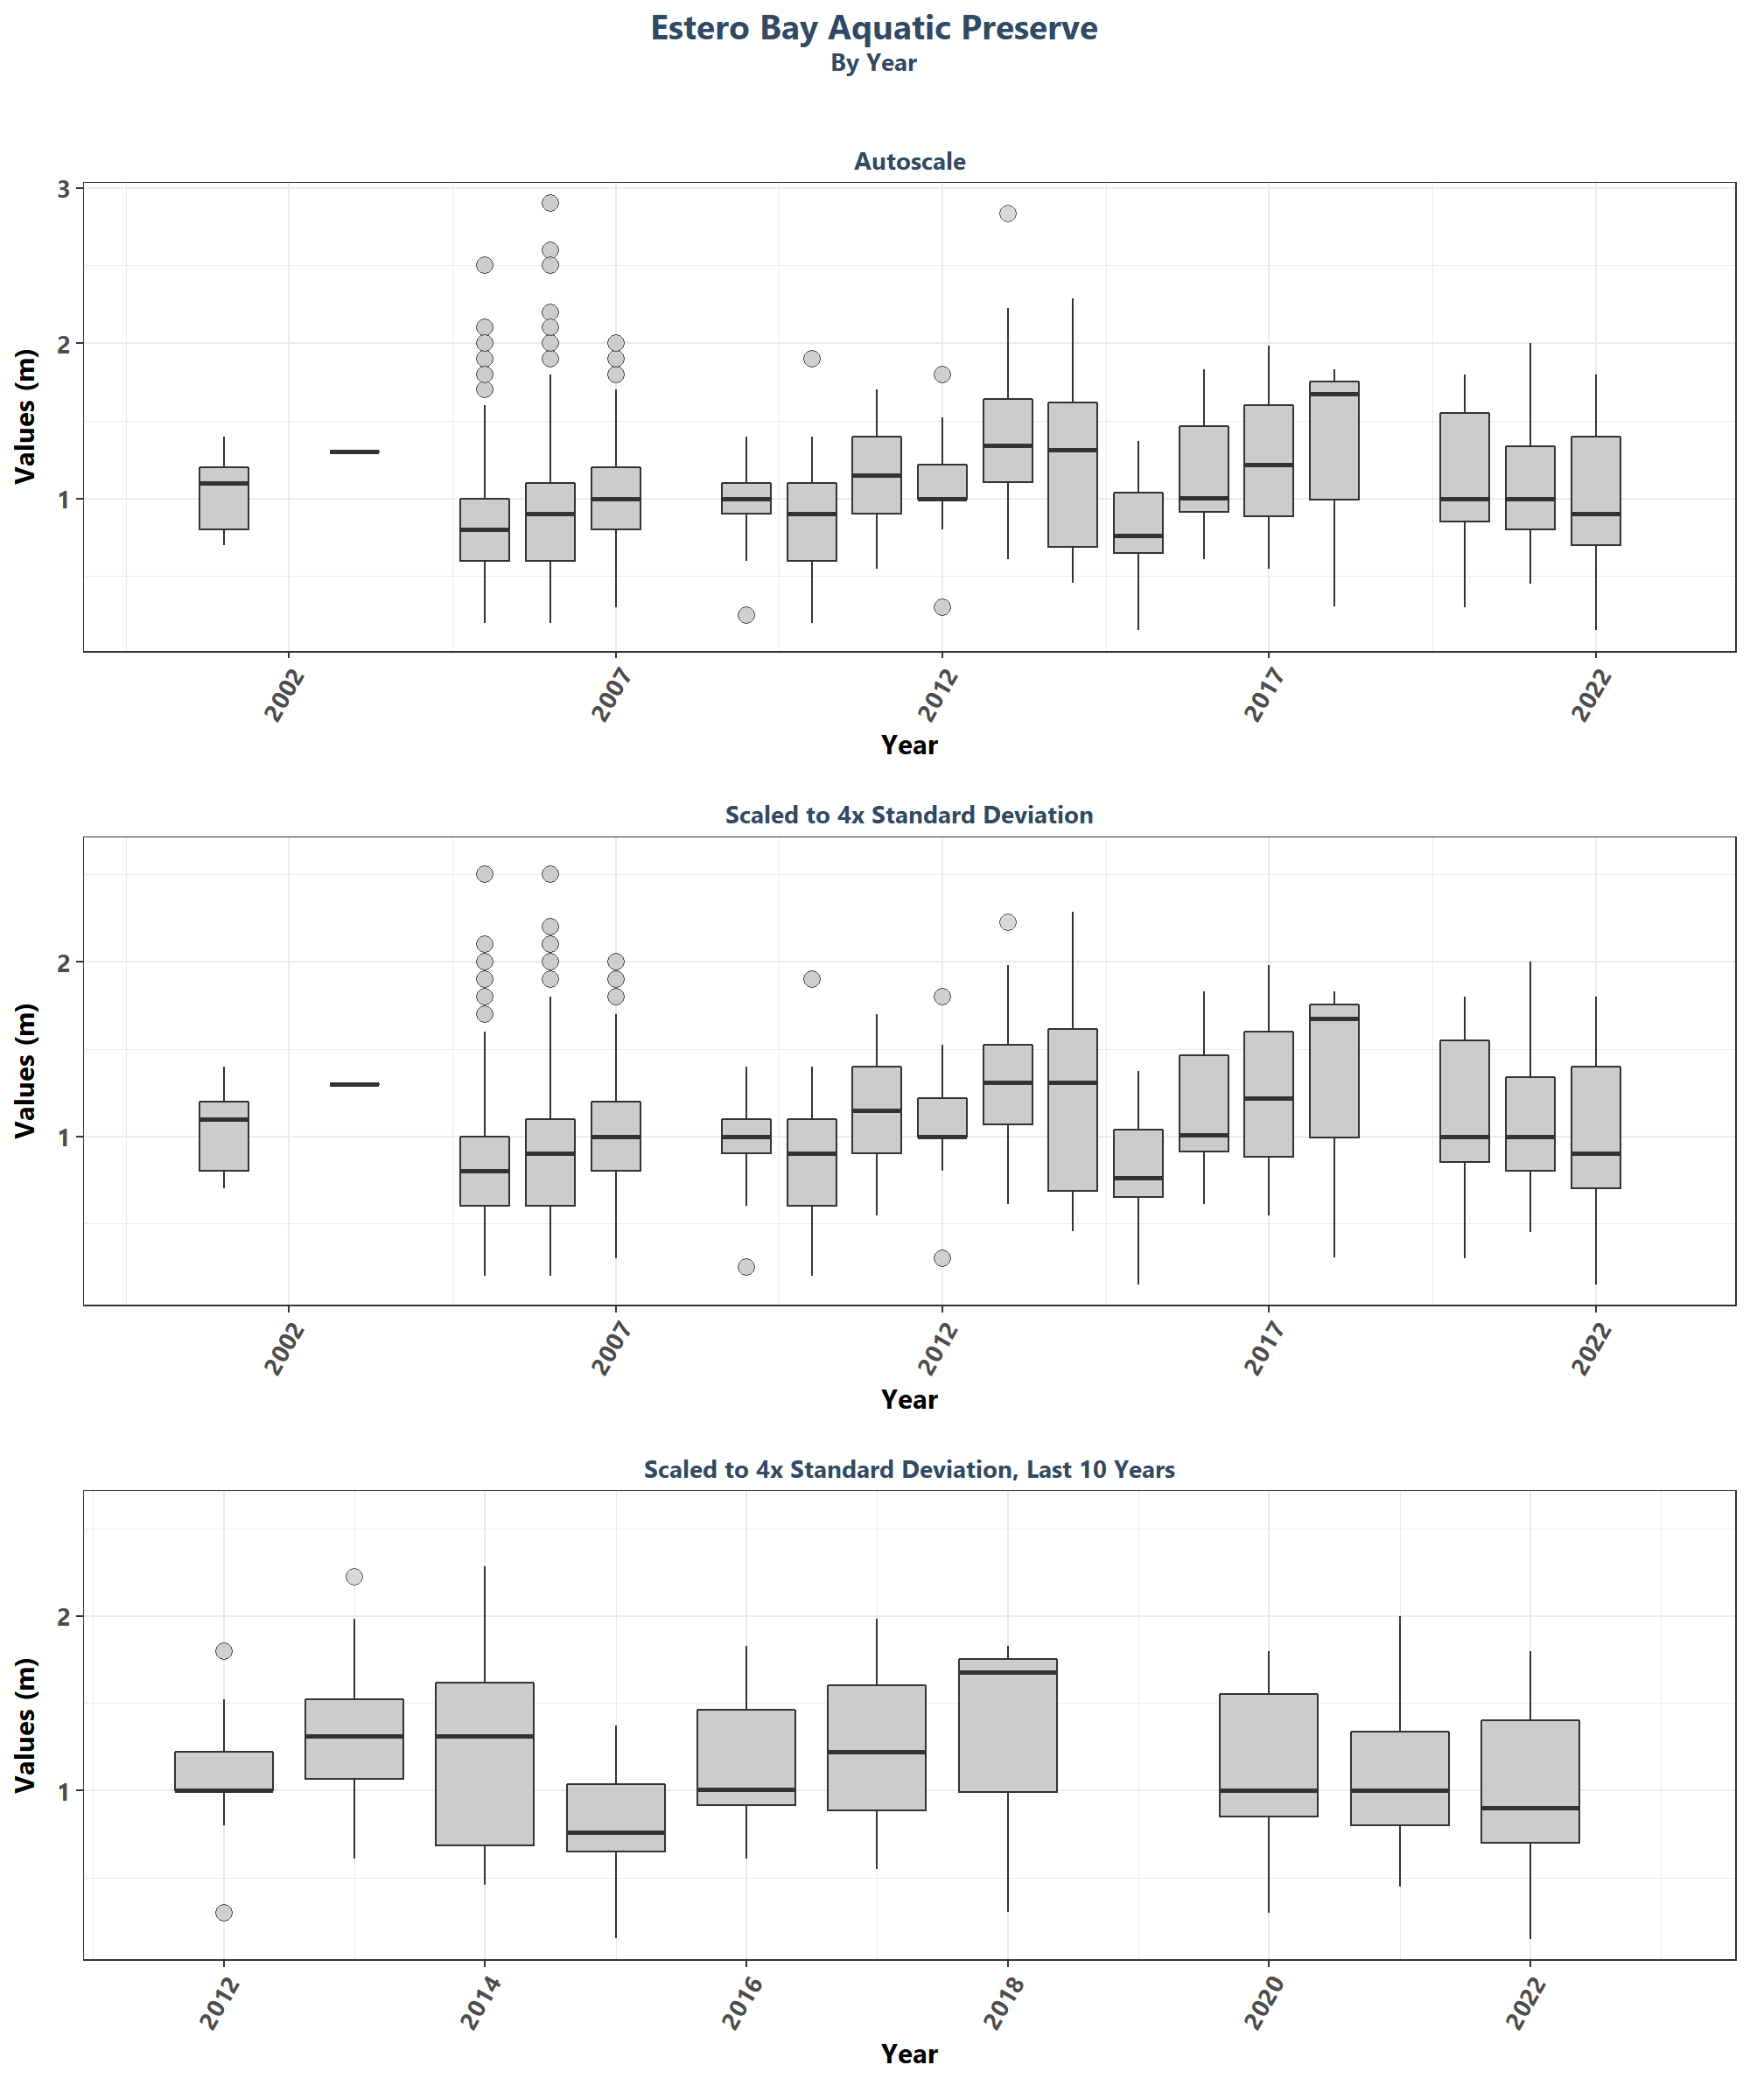 Estero Bay Aquatic Preserve
By Year
Autoscale
Values (m)
3
2
1
2002 2007 2012 2017 2022
Year
Scaled to 4x Standard Deviation
Values (m)
2
1
2002 2007 2012 2017 2022
Year
Scaled to 4x Standard Deviation, Last 10 Years
Values (m)
2
1
2012 2014 2016 2018 2020 2022
Year